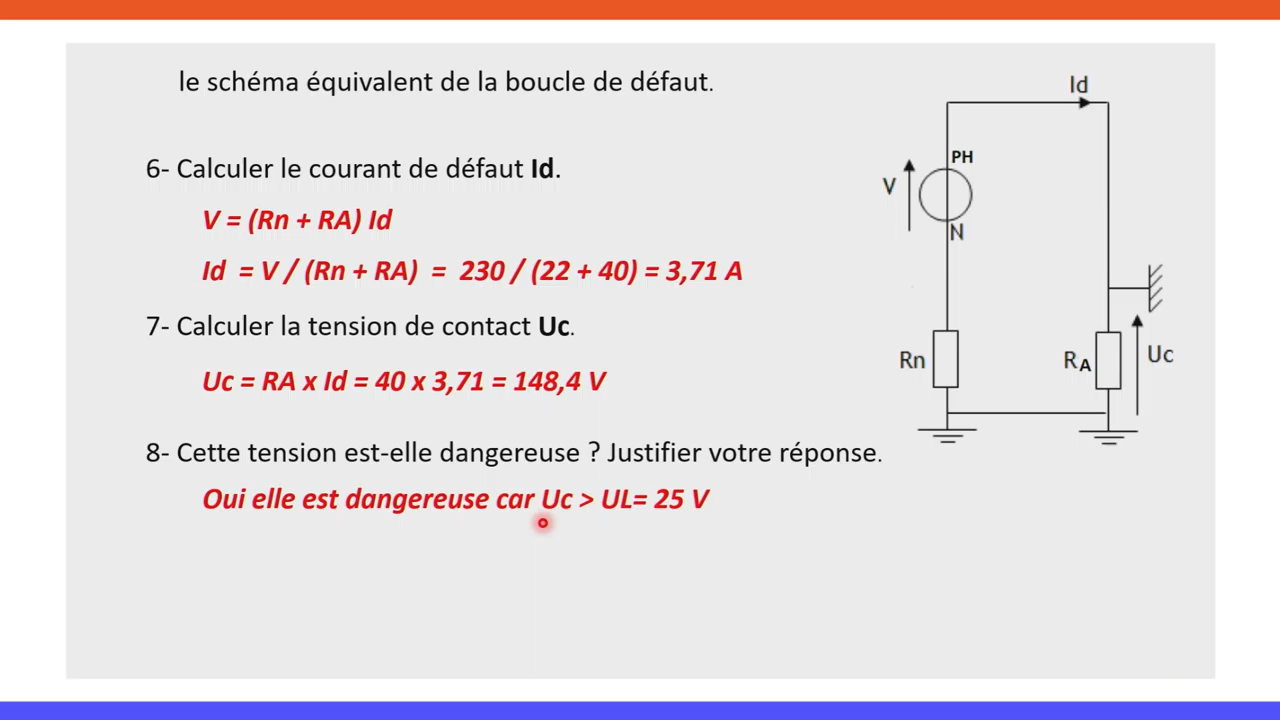 le schéma équivalent de la boucle de défaut.
6- Calculer le courant de défaut Id.
V = (Rn + RA) Id
Id = V / (Rn + RA) = 230 / (22 + 40) = 3,71 A
7- Calculer la tension de contact Uc.
Uc = RA x Id = 40 x 3,71 = 148,4 V
8- Cette tension est-elle dangereuse ? Justifier votre réponse.
Oui elle est dangereuse car Uc > UL= 25 V
Id
PH
V
N
Rn
RA
Uc